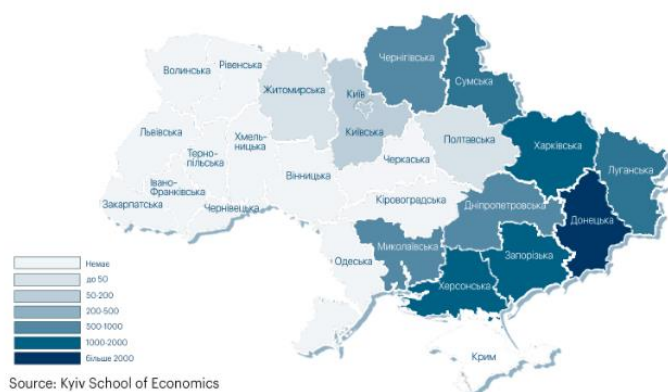 Волинська
Рівненська
Житомирська
Київ
Київська
Чернігівська
Сумська
Львівська
Терно-
пільська
Хмель-
ницька
Вінницька
Черкаська
Полтавська
Харківська
Луганська
Івано-
Франківська
Закарпатська
Чернівецька
Кіровоградська
Дніпропетровська
Донецька
Одеська
Миколаївська
Запорізька
Херсонська
Крим
Немає
до 50
50-200
200-500
500-1000
1000-2000
більше 2000
Source: Kyiv School of Economics